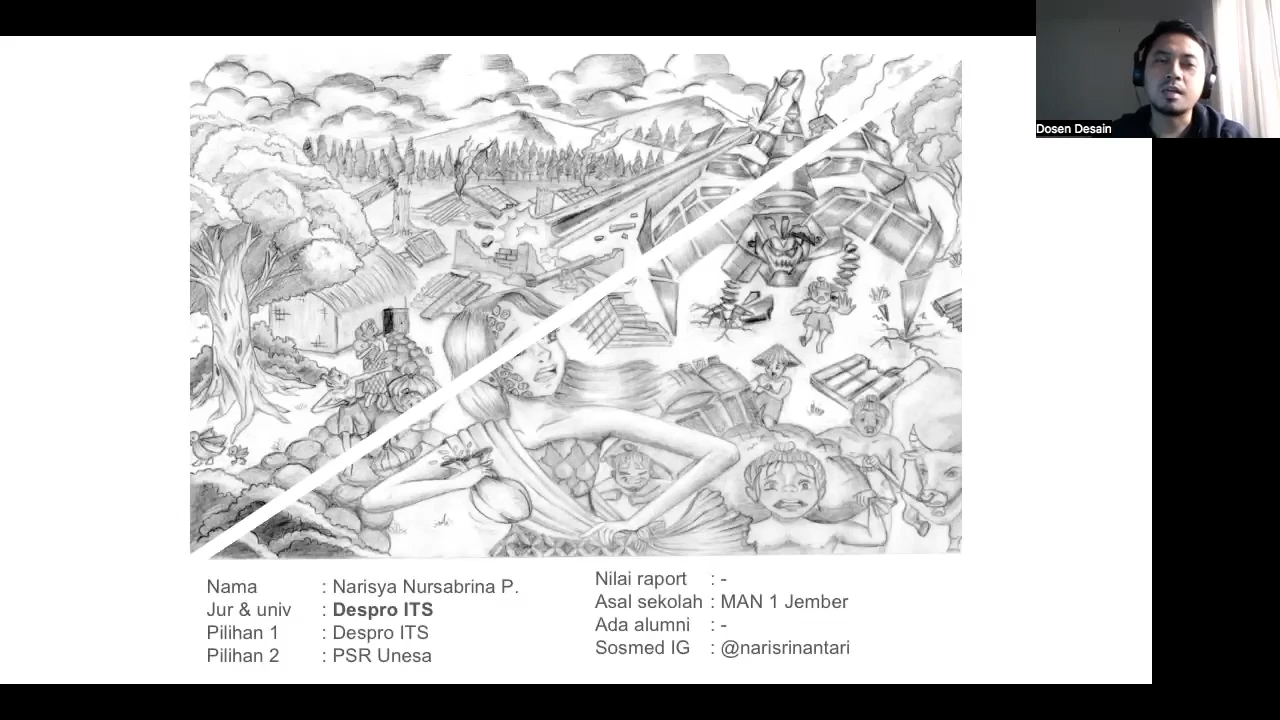 Dosen Desain
Nama : Narisya Nursabrina P.
Jur & univ : Despro ITS
Pilihan 1 : Despro ITS
Pilihan 2 : PSR Unesa
Nilai raport : -
Asal sekolah : MAN 1 Jember
Ada alumni : -
Sosmed IG : @narisrinantari